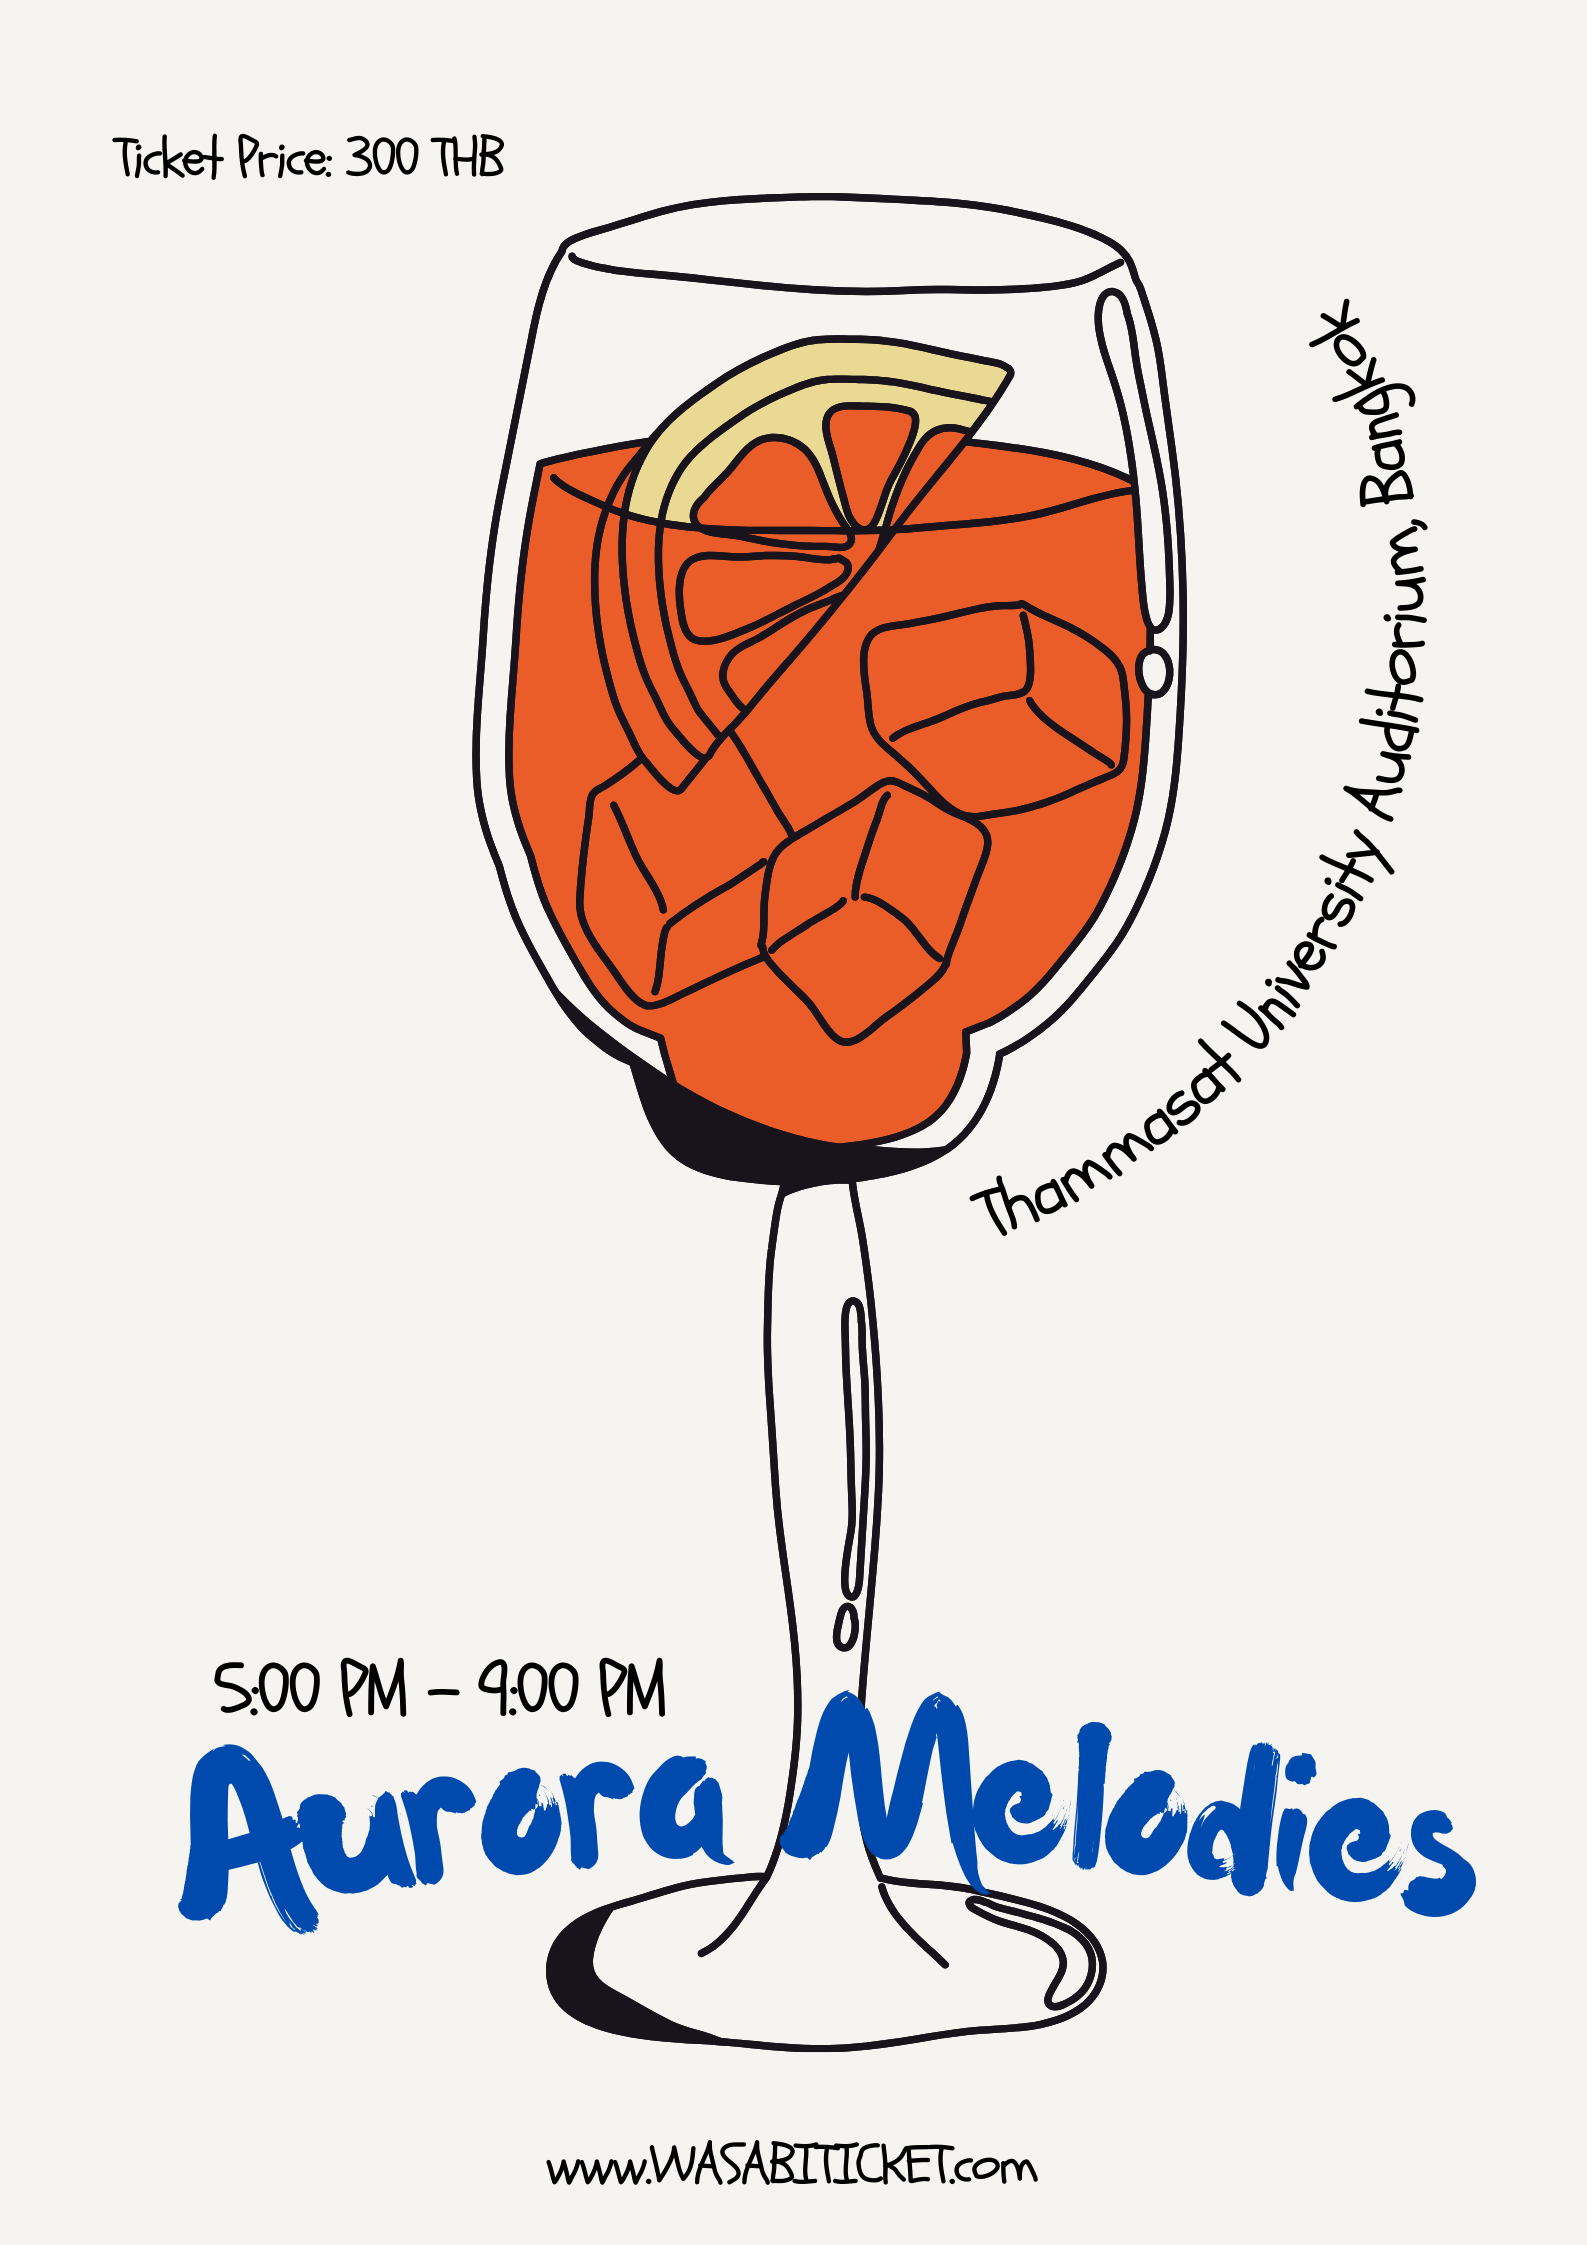 Ticket Price: 300 THB
Thammasat University Auditorium, Bangkok
5:00 PM – 9:00 PM
Aurora Melodies
www.WASABITICKET.com